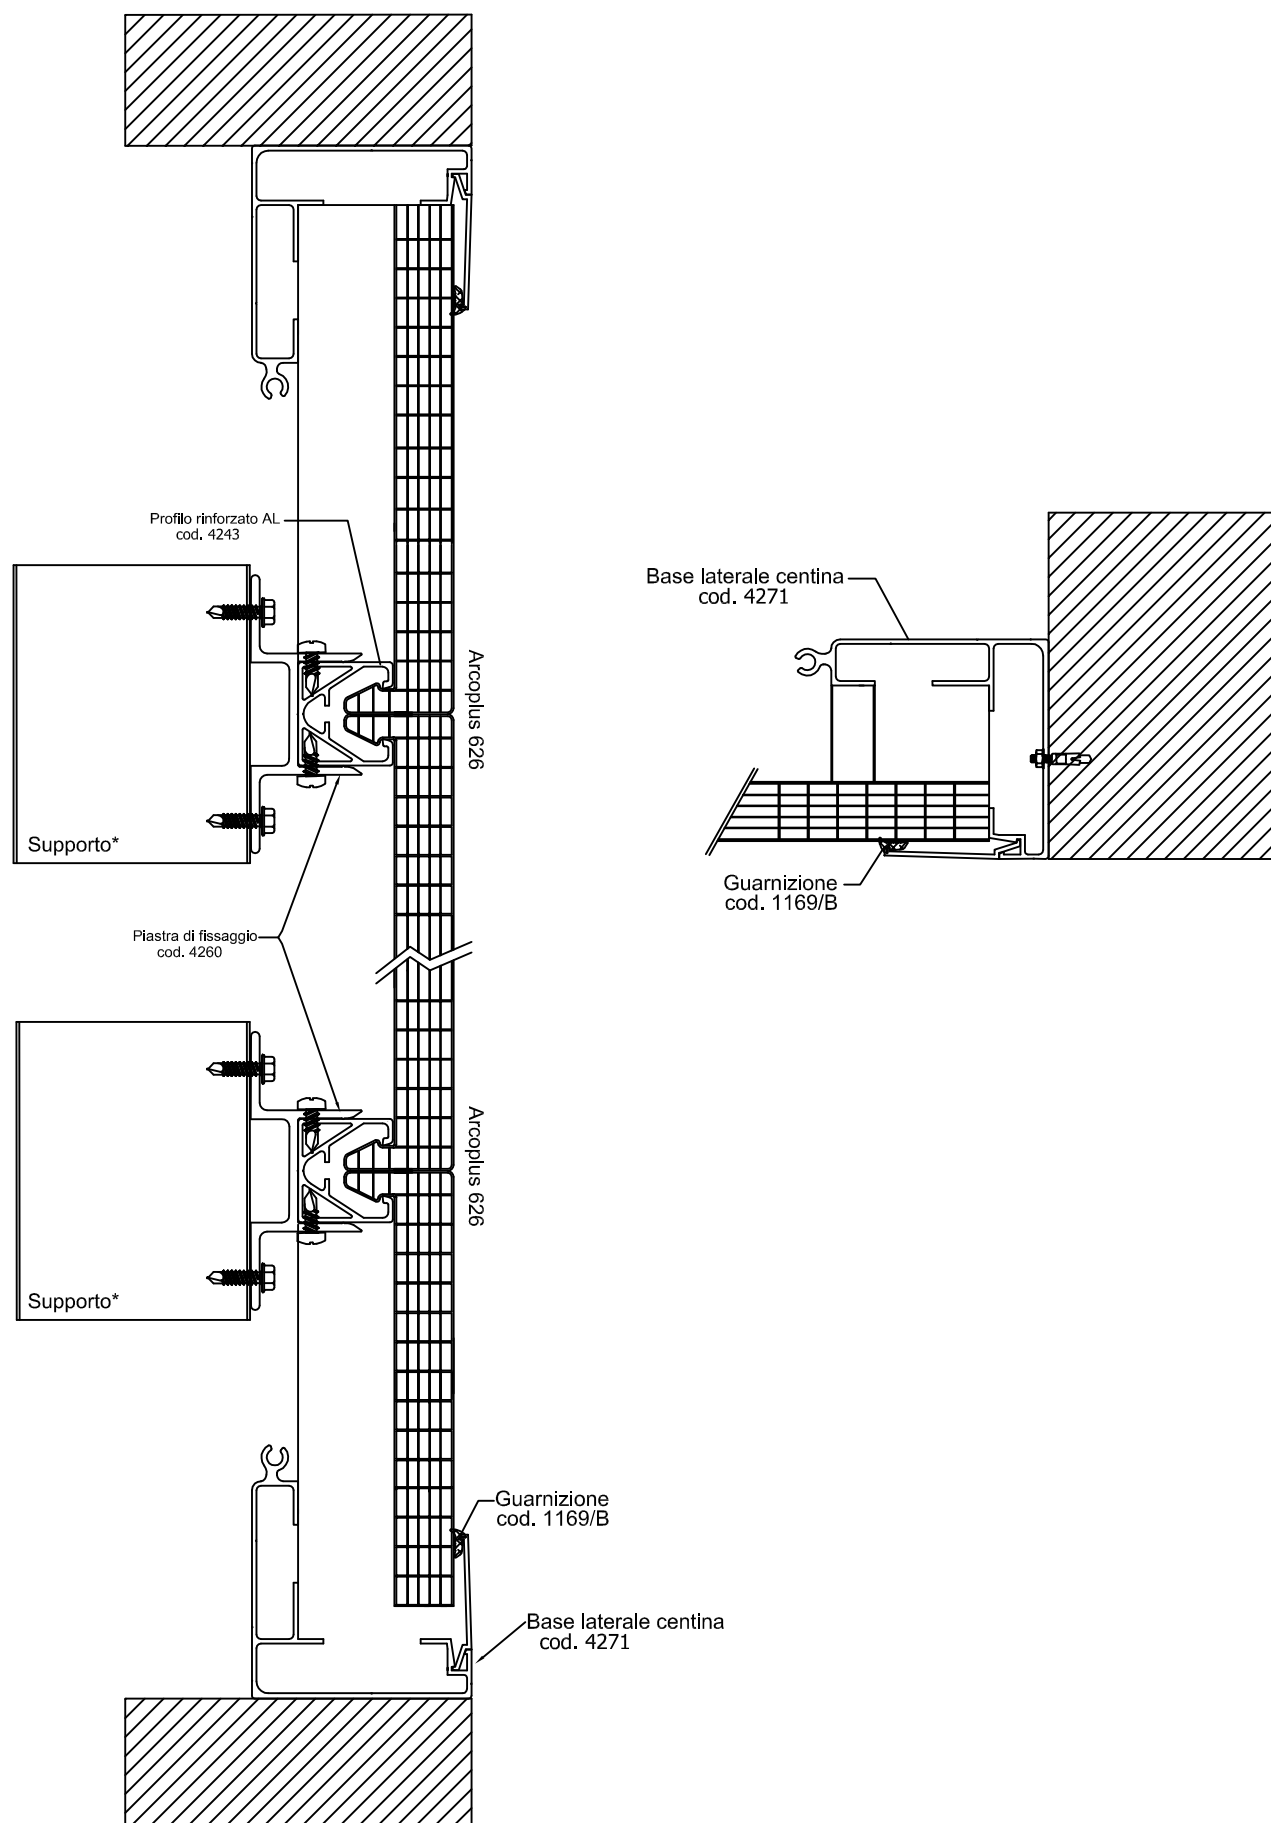 Profilo rinforzato AL
cod. 4243
Base laterale centina
cod. 4271
Arcoplus 626
Supporto*
Guarnizione
cod. 1169/B
Piastra di fissaggio
cod. 4260
Arcoplus 626
Supporto*
Guarnizione
cod. 1169/B
Base laterale centina
cod. 4271